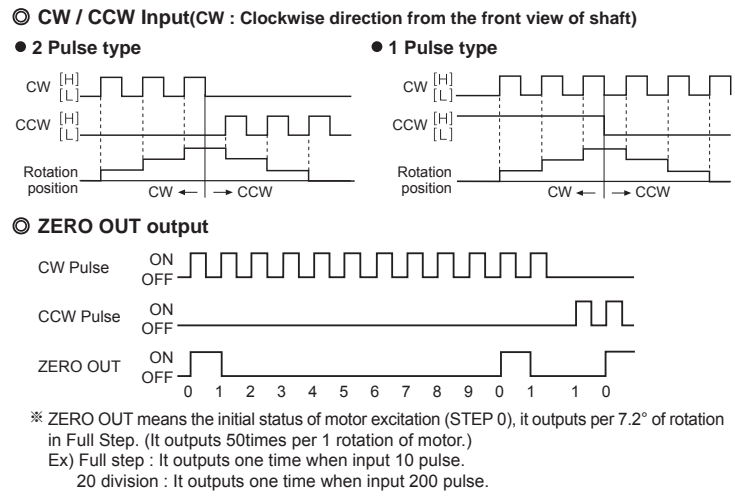 ◎ CW / CCW Input(CW : Clockwise direction from the front view of shaft)
● 2 Pulse type
CW [H]
[L]
CCW [H]
[L]
Rotation
position
CW ← → CCW
● 1 Pulse type
CW [H]
[L]
CCW [H]
[L]
Rotation
position
CW ← → CCW
◎ ZERO OUT output
CW Pulse ON
OFF
CCW Pulse ON
OFF
ZERO OUT ON
OFF
0 1 2 3 4 5 6 7 8 9 0 1 1 0
※ ZERO OUT means the initial status of motor excitation (STEP 0), it outputs per 7.2° of rotation
in Full Step. (It outputs 50times per 1 rotation of motor.)
Ex) Full step : It outputs one time when input 10 pulse.
20 division : It outputs one time when input 200 pulse.